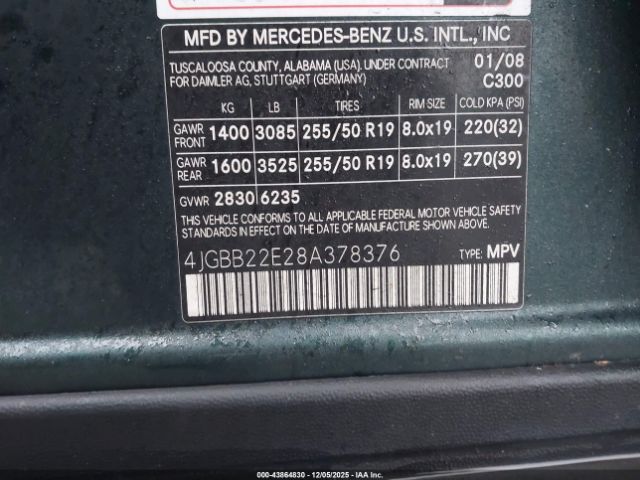 MFD BY MERCEDES-BENZ U.S. INTL., INC
TUSCALOOSA COUNTY, ALABAMA (USA). UNDER CONTRACT 01/08
FOR DAIMLER AG, STUTTGART (GERMANY) C300
KG LB TIRES RIM SIZE COLD KPA (PSI)
GAWR FRONT 1400 3085 255/50 R19 8.0x19 220(32)
GAWR REAR 1600 3525 255/50 R19 8.0x19 270(39)
GVWR 2830 6235
THIS VEHICLE CONFORMS TO ALL APPLICABLE FEDERAL MOTOR VEHICLE SAFETY
STANDARDS IN EFFECT ON THE DATE OF MANUFACTURE SHOWN ABOVE.
4JGBB22E28A378376 TYPE: MPV
000-43864830 - 12/05/2025 - IAAI.COM